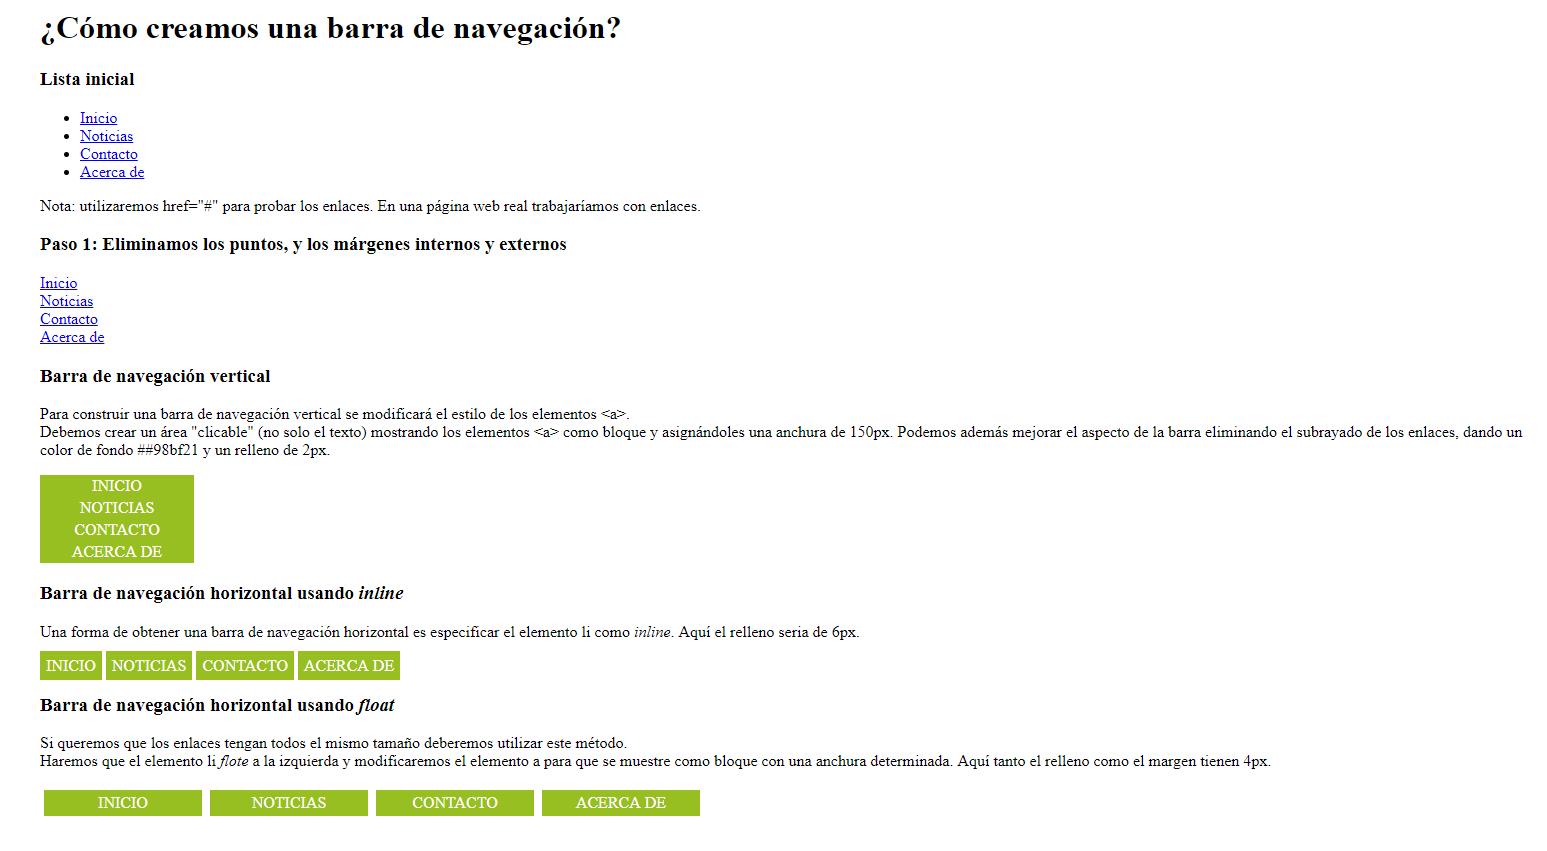 ¿Cómo creamos una barra de navegación?
Lista inicial
Inicio
Noticias
Contacto
Acerca de
Nota: utilizaremos href="#" para probar los enlaces. En una página web real trabajaríamos con enlaces.
Paso 1: Eliminamos los puntos, y los márgenes internos y externos
Inicio
Noticias
Contacto
Acerca de
Barra de navegación vertical
Para construir una barra de navegación vertical se modificará el estilo de los elementos <a>.
Debemos crear un área "clicable" (no solo el texto) mostrando los elementos <a> como bloque y asignándoles una anchura de 150px. Podemos además mejorar el aspecto de la barra eliminando el subrayado de los enlaces, dando un
color de fondo ##98bf21 y un relleno de 2px.
INICIO
NOTICIAS
CONTACTO
ACERCA DE
Barra de navegación horizontal usando inline
Una forma de obtener una barra de navegación horizontal es especificar el elemento li como inline. Aquí el relleno seria de 6px.
INICIO NOTICIAS CONTACTO ACERCA DE
Barra de navegación horizontal usando float
Si queremos que los enlaces tengan todos el mismo tamaño deberemos utilizar este método.
Haremos que el elemento li flote a la izquierda y modificaremos el elemento a para que se muestre como bloque con una anchura determinada. Aquí tanto el relleno como el margen tienen 4px.
INICIO NOTICIAS CONTACTO ACERCA DE